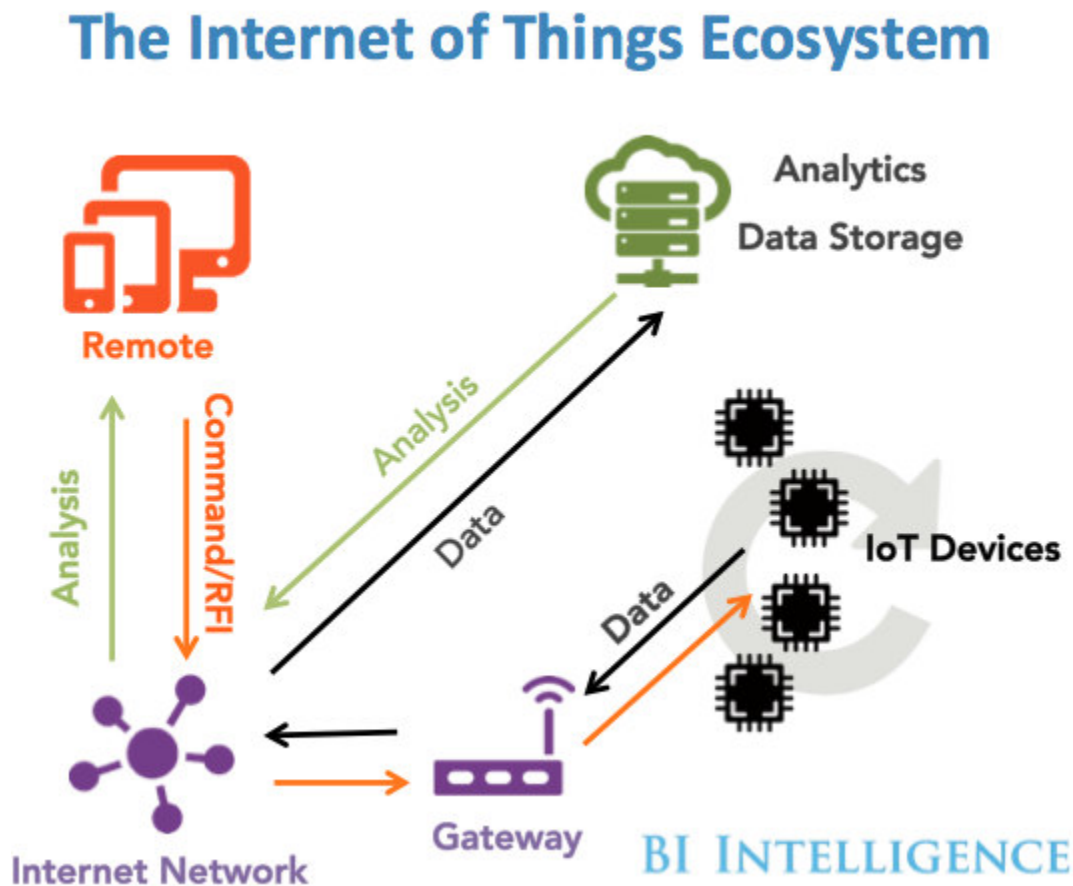 The Internet of Things Ecosystem
Analytics
Data Storage
Remote
Analysis
Command/RFI
Analysis
Data
IoT Devices
Data
Gateway
Internet Network
BI INTELLIGENCE